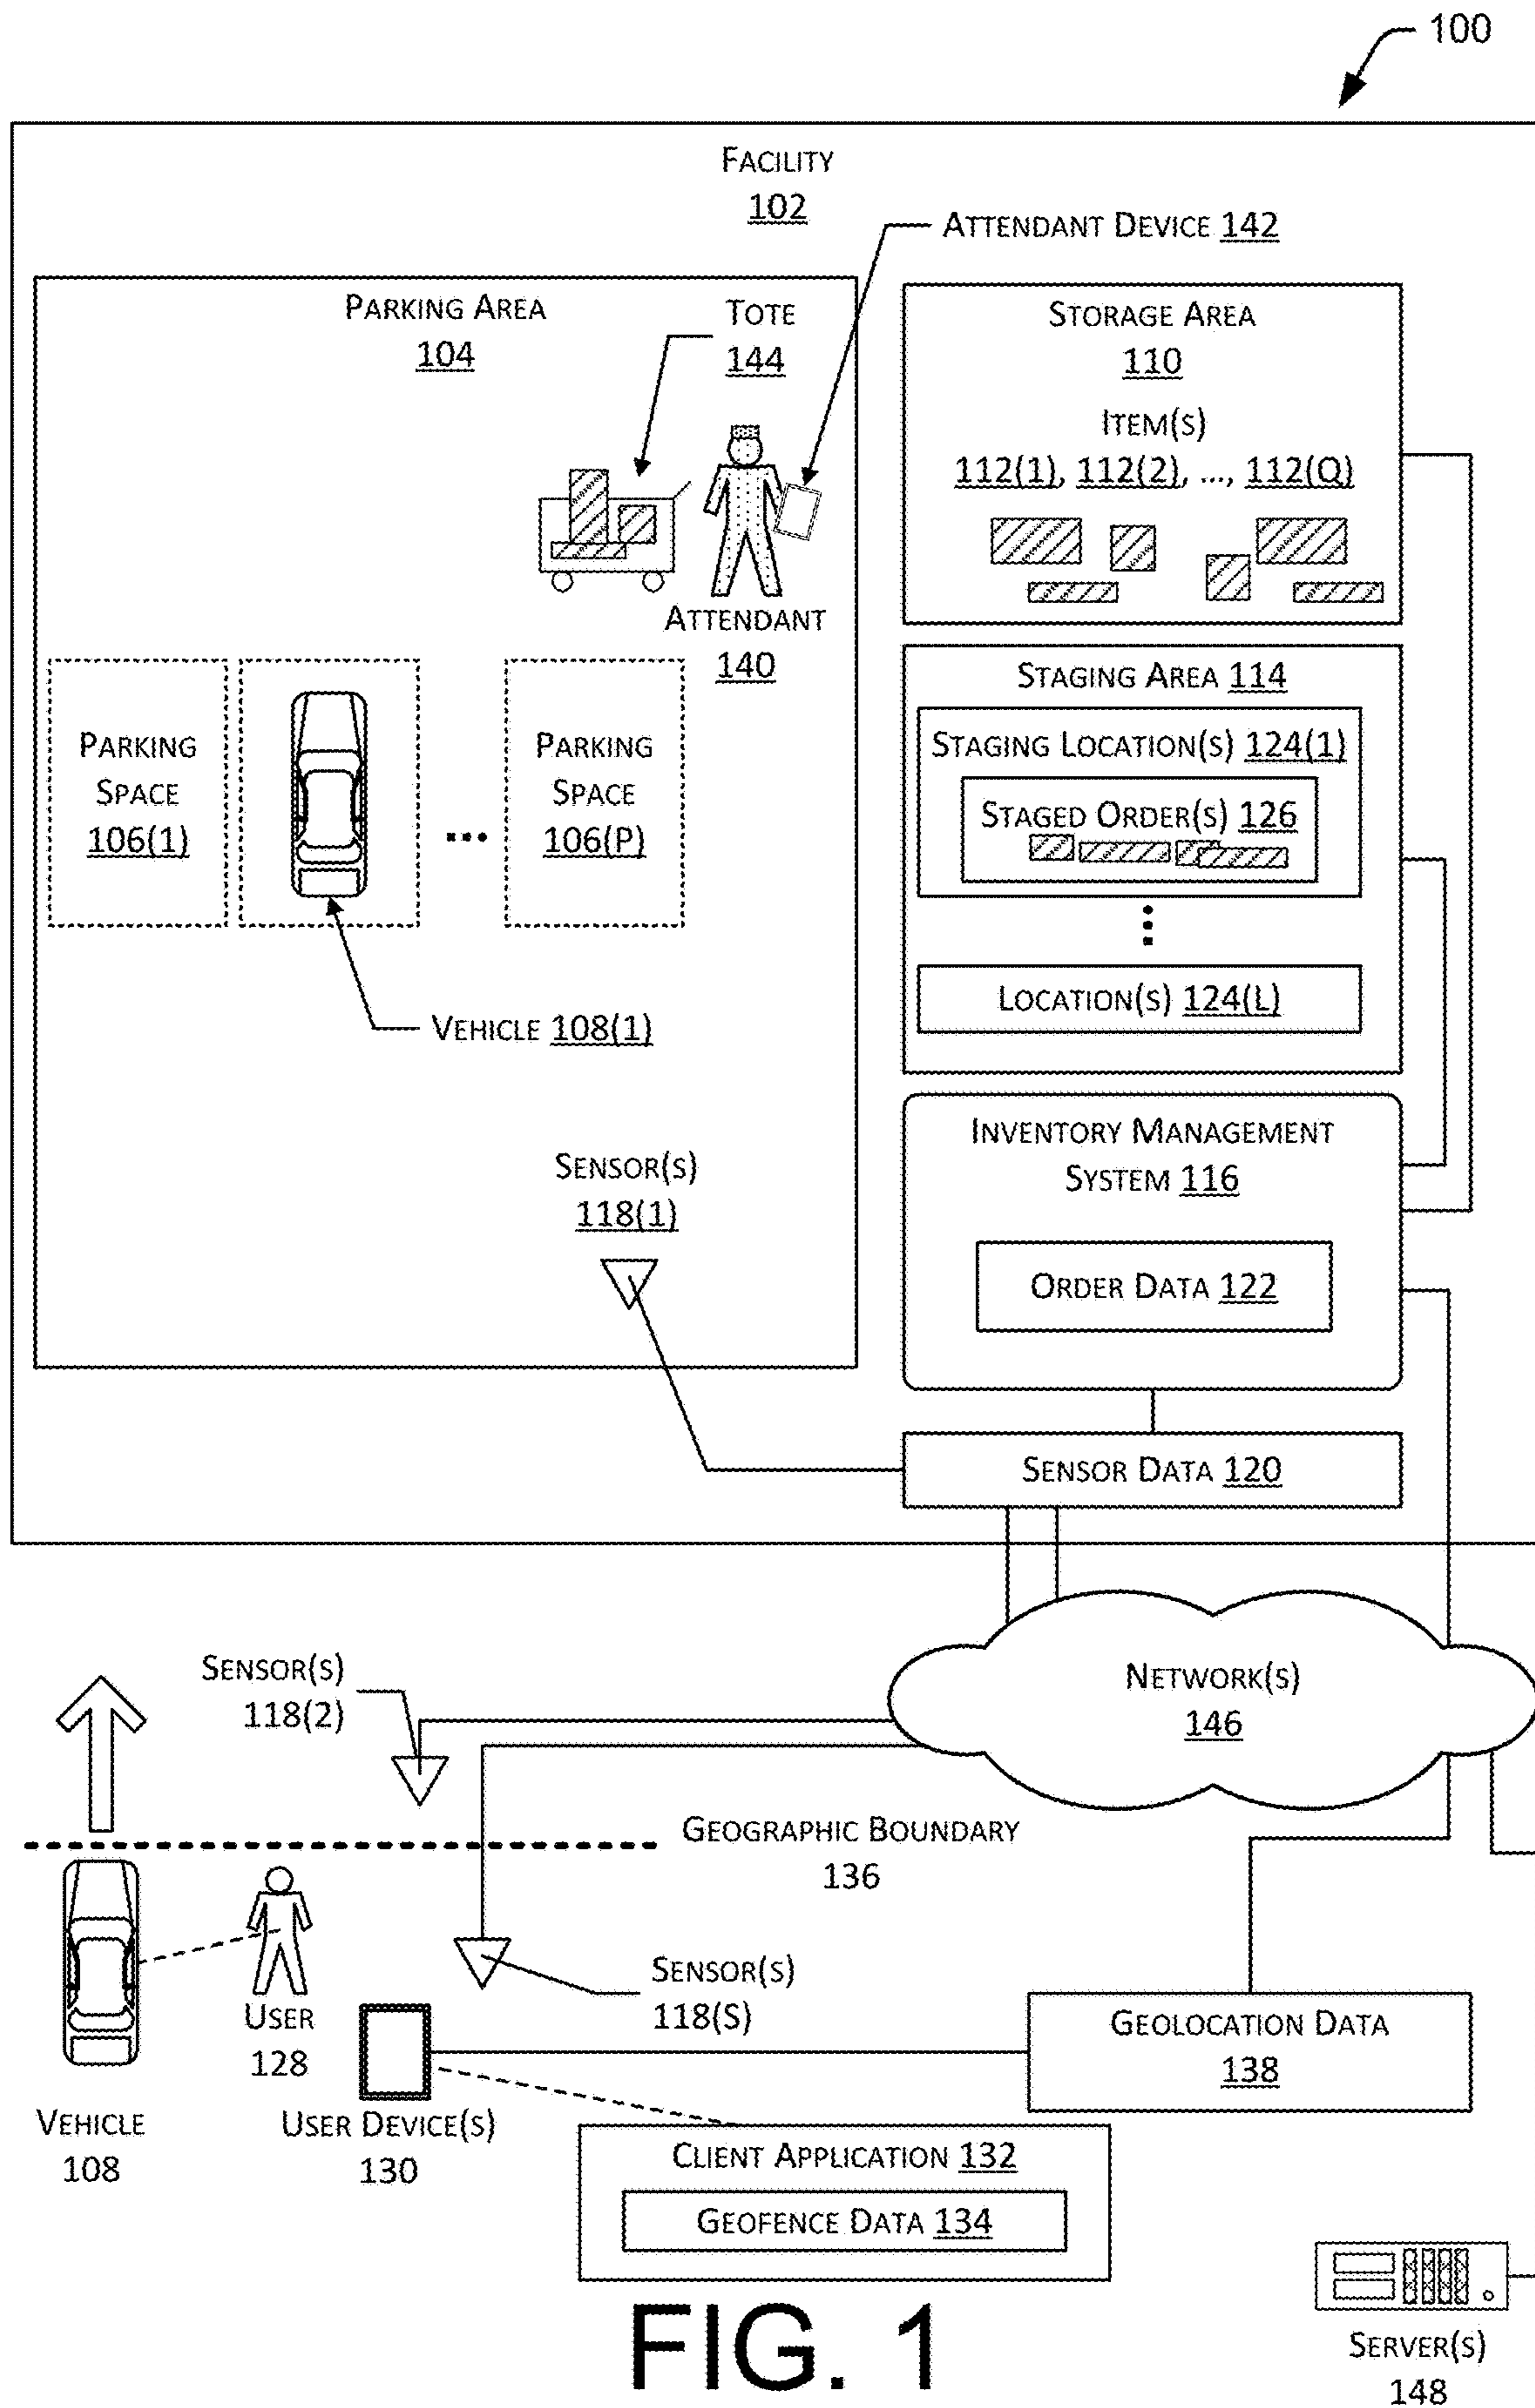 100
FACILITY
102
ATTENDANT DEVICE 142
PARKING AREA
104
TOTE
144
ATTENDANT
140
PARKING
SPACE
106(1)
...
PARKING
SPACE
106(P)
VEHICLE 108(1)
SENSOR(S)
118(1)
STORAGE AREA
110
ITEM(S)
112(1), 112(2), ..., 112(Q)
STAGING AREA 114
STAGING LOCATION(S) 124(1)
STAGED ORDER(S) 126
LOCATION(S) 124(L)
INVENTORY MANAGEMENT
SYSTEM 116
ORDER DATA 122
SENSOR DATA 120
NETWORK(S)
146
SENSOR(S)
118(2)
GEOGRAPHIC BOUNDARY
136
SENSOR(S)
118(S)
USER
128
VEHICLE
108
USER DEVICE(S)
130
GEOLOCATION DATA
138
CLIENT APPLICATION 132
GEOFENCE DATA 134
SERVER(S)
148
FIG. 1